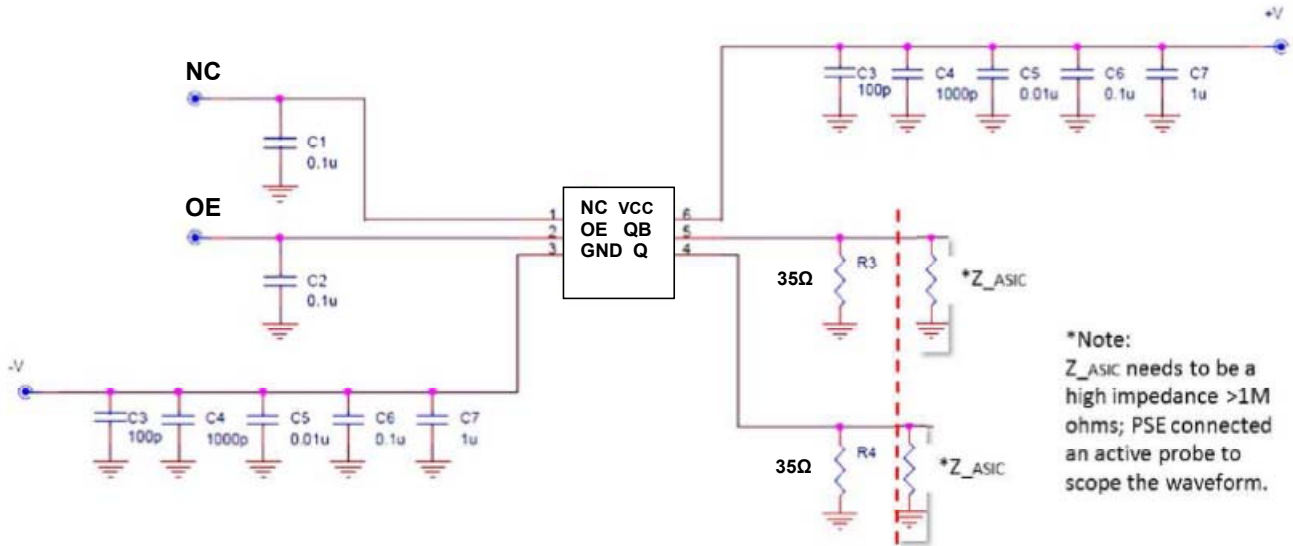 +V
NC
C3
100p
C4
1000p
C5
0.01u
C6
0.1u
C7
1u
C1
0.1u
OE
1 NC VCC 6
2 OE QB 5
3 GND Q 4
C2
0.1u
35Ω R3
*Z_ASIC
-V
C3
100p
C4
1000p
C5
0.01u
C6
0.1u
C7
1u
35Ω R4
*Z_ASIC
*Note:
Z_ASIC needs to be a
high impedance >1M
ohms; PSE connected
an active probe to
scope the waveform.